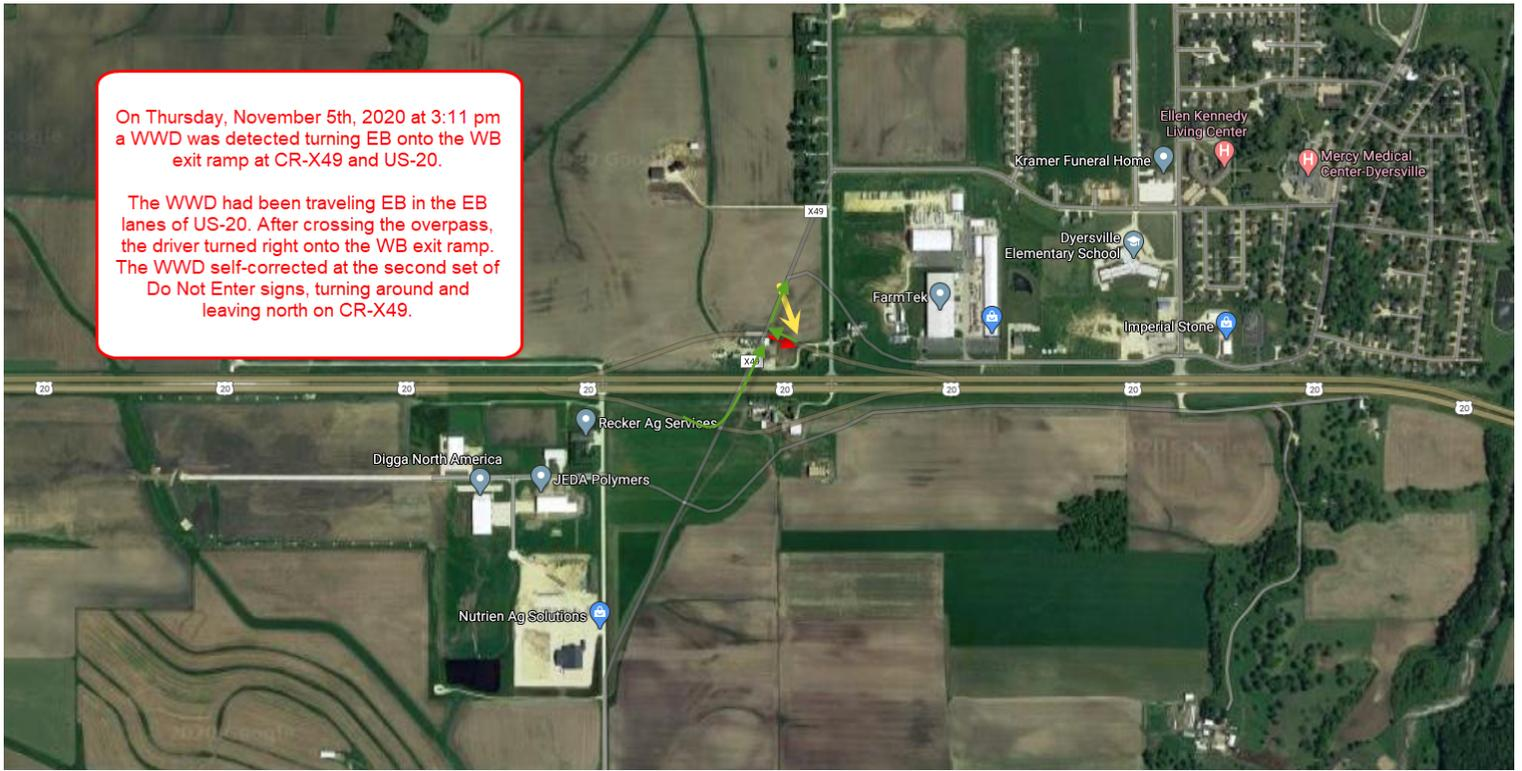 On Thursday, November 5th, 2020 at 3:11 pm
a WWD was detected turning EB onto the WB
exit ramp at CR-X49 and US-20.
The WWD had been traveling EB in the EB
lanes of US-20. After crossing the overpass,
the driver turned right onto the WB exit ramp.
The WWD self-corrected at the second set of
Do Not Enter signs, turning around and
leaving north on CR-X49.
Ellen Kennedy
Living Center
Kramer Funeral Home
Mercy Medical
Center-Dyersville
X49
Dyersville
Elementary School
FarmTek
Imperial Stone
X49
20
20
20
20
20
20
20
20
20
Recker Ag Services
Digga North America
JEDA Polymers
Nutrien Ag Solutions